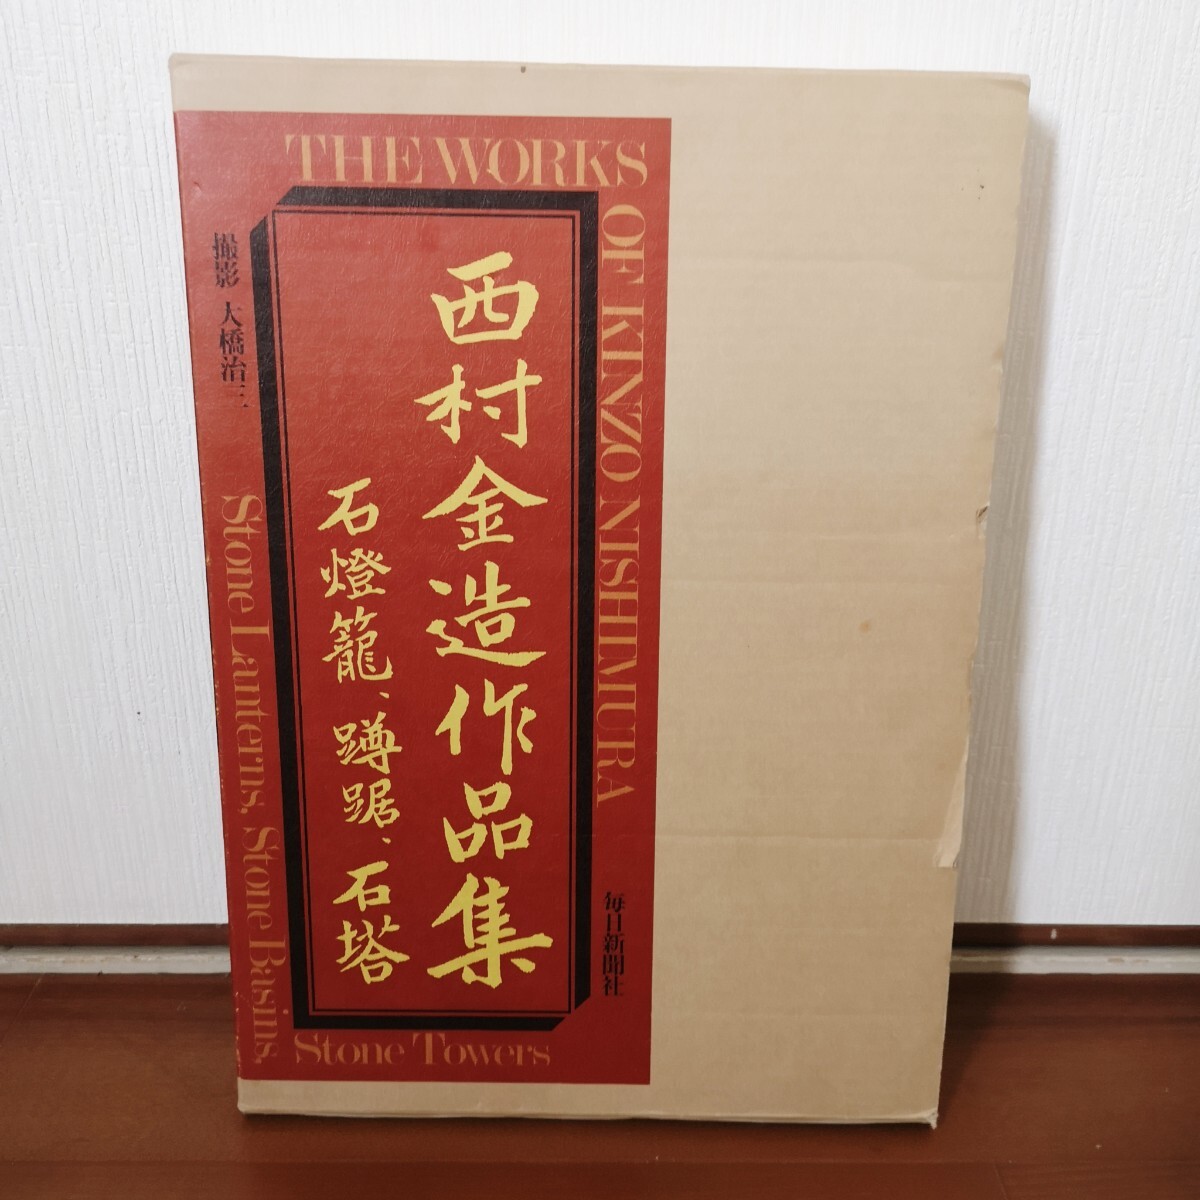 THE WORKS
OF KINZO NISHIMURA
西村金造作品集
石燈籠、蹲踞、石塔
撮影 大橋治三
Stone Lanterns, Stone Basins,
Stone Towers
毎日新聞社